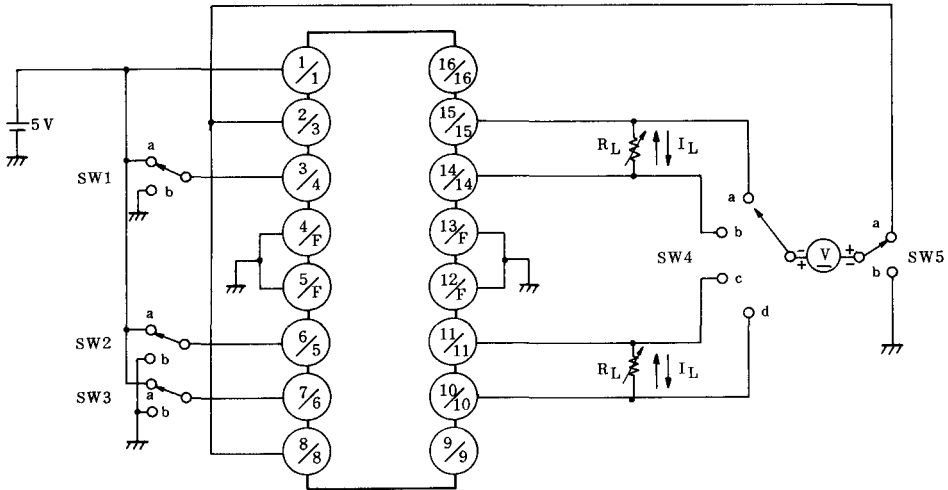 1/1
16/16
5V
2/3
15/15
a
SW1
b
3/4
14/14
RL
IL
a
b
4/F
13/F
SW4
a
V
SW5
b
5/F
12/F
c
d
a
SW2
b
6/5
11/11
a
SW3
b
7/6
10/10
RL
IL
8/8
9/9
- +
+ -